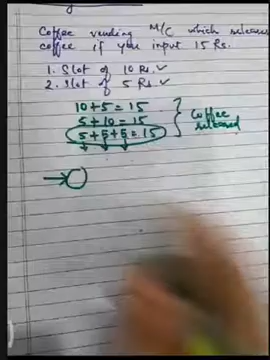 Coffee vending M/C which releases
coffee if you input 15 Rs.
1. Slot of 10 Rs. ✓
2. Slot of 5 Rs. ✓
10+5=15
5+10=15
5+5+5=15
Coffee
released